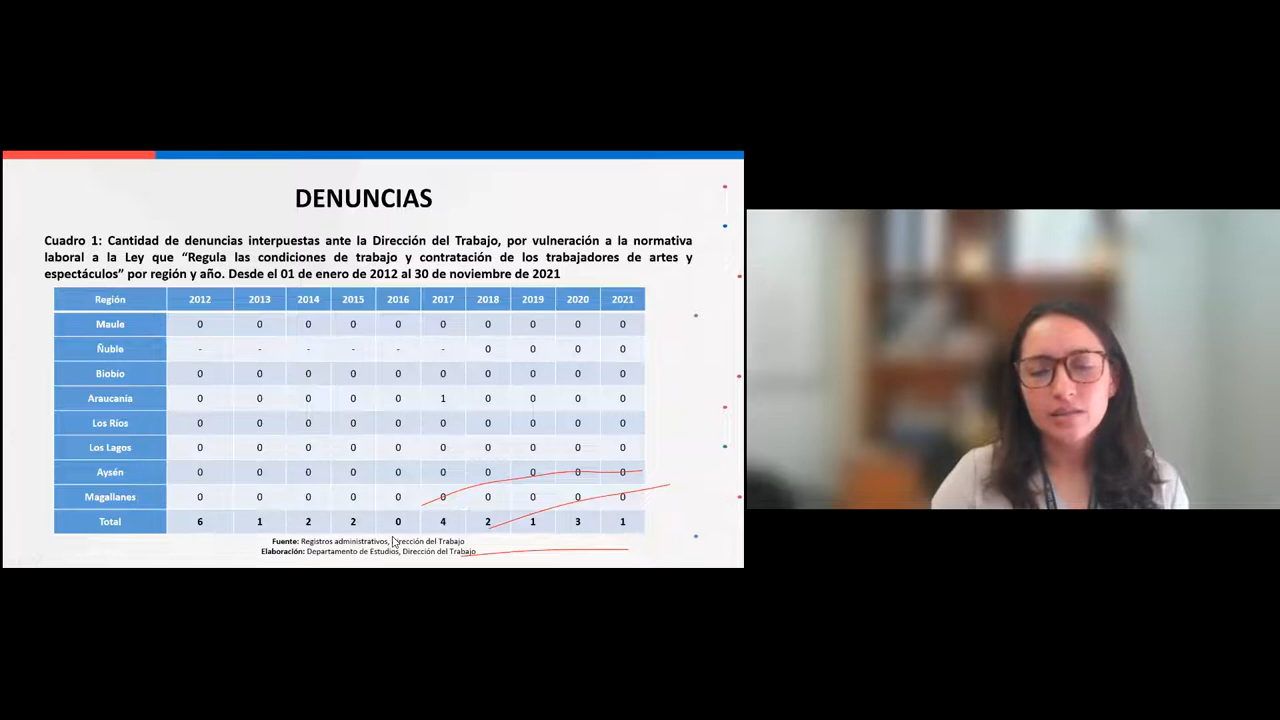 DENUNCIAS
Cuadro 1: Cantidad de denuncias interpuestas ante la Dirección del Trabajo, por vulneración a la normativa
laboral a la Ley que “Regula las condiciones de trabajo y contratación de los trabajadores de artes y
espectáculos” por región y año. Desde el 01 de enero de 2012 al 30 de noviembre de 2021
Región 2012 2013 2014 2015 2016 2017 2018 2019 2020 2021
Maule 0 0 0 0 0 0 0 0 0 0
Ñuble - - - - - - 0 0 0 0
Biobío 0 0 0 0 0 0 0 0 0 0
Araucanía 0 0 0 0 0 1 0 0 0 0
Los Ríos 0 0 0 0 0 0 0 0 0 0
Los Lagos 0 0 0 0 0 0 0 0 0 0
Aysén 0 0 0 0 0 0 0 0 0 0
Magallanes 0 0 0 0 0 0 0 0 0 0
Total 6 1 2 2 0 4 2 1 3 1
Fuente: Registros administrativos, Dirección del Trabajo
Elaboración: Departamento de Estudios, Dirección del Trabajo